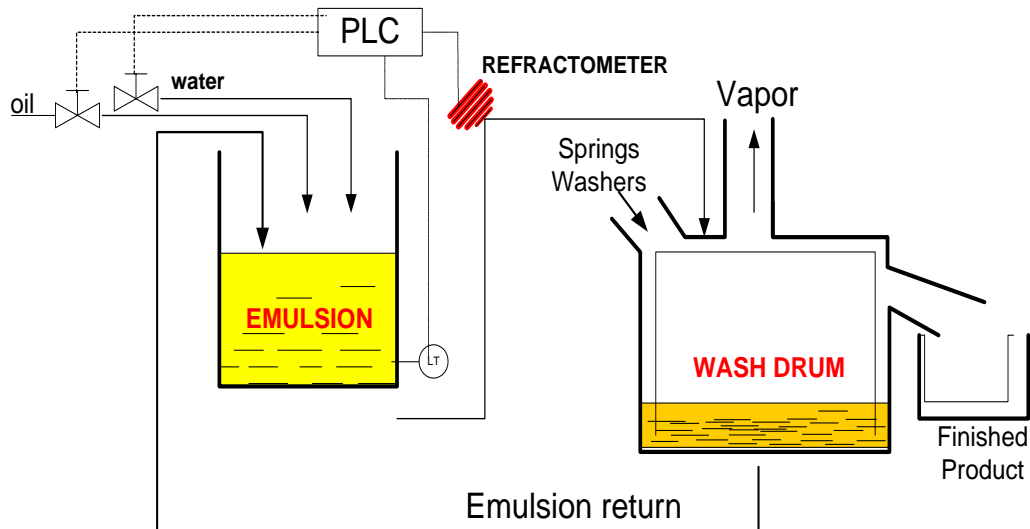 PLC
REFRACTOMETER
water
oil
Vapor
Springs
Washers
EMULSION
LT
WASH DRUM
Finished
Product
Emulsion return